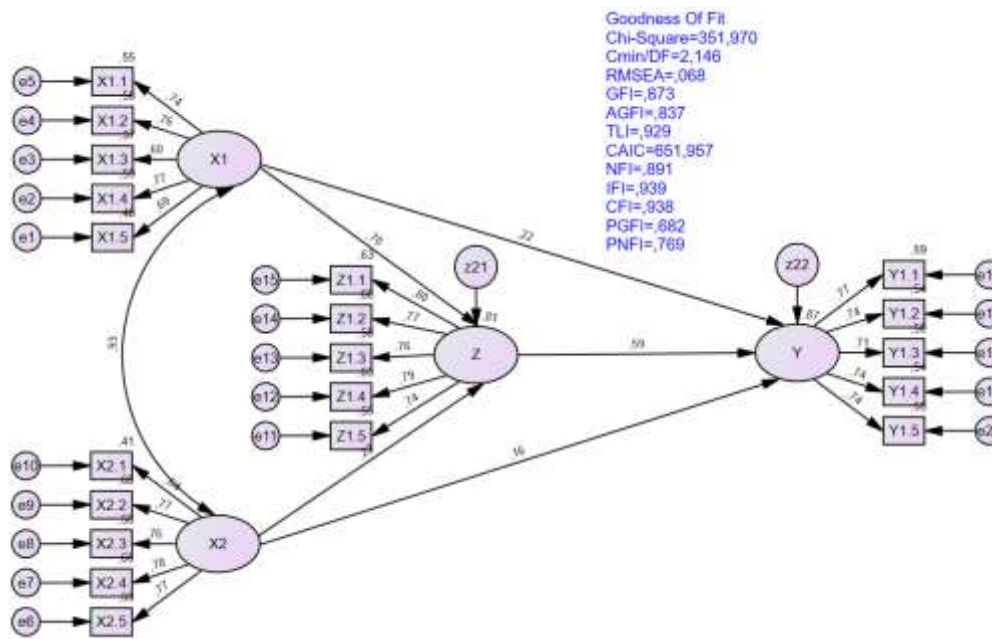 Goodness Of Fit
Chi-Square=351,970
Cmin/DF=2,146
RMSEA=,068
GFI=,873
AGFI=,837
TLI=,929
CAIC=651,957
NFI=,891
IFI=,939
CFI=,938
PGFI=,682
PNFI=,769
.55
e5 X1.1 .74
e4 X1.2 .76
e3 X1.3 .60
e2 X1.4 .77
e1 X1.5 .69
X1
.93
.70
.22
.63
e15 Z1.1 .80
e14 Z1.2 .77
e13 Z1.3 .76
e12 Z1.4 .79
e11 Z1.5 .74
z21
.81
Z
.59
z22
.87
Y
.59
.77 Y1.1
.74 Y1.2
.71 Y1.3
.74 Y1.4
.74 Y1.5
.16
.41
e10 X2.1 .64
e9 X2.2 .77
e8 X2.3 .76
e7 X2.4 .78
e6 X2.5 .77
X2